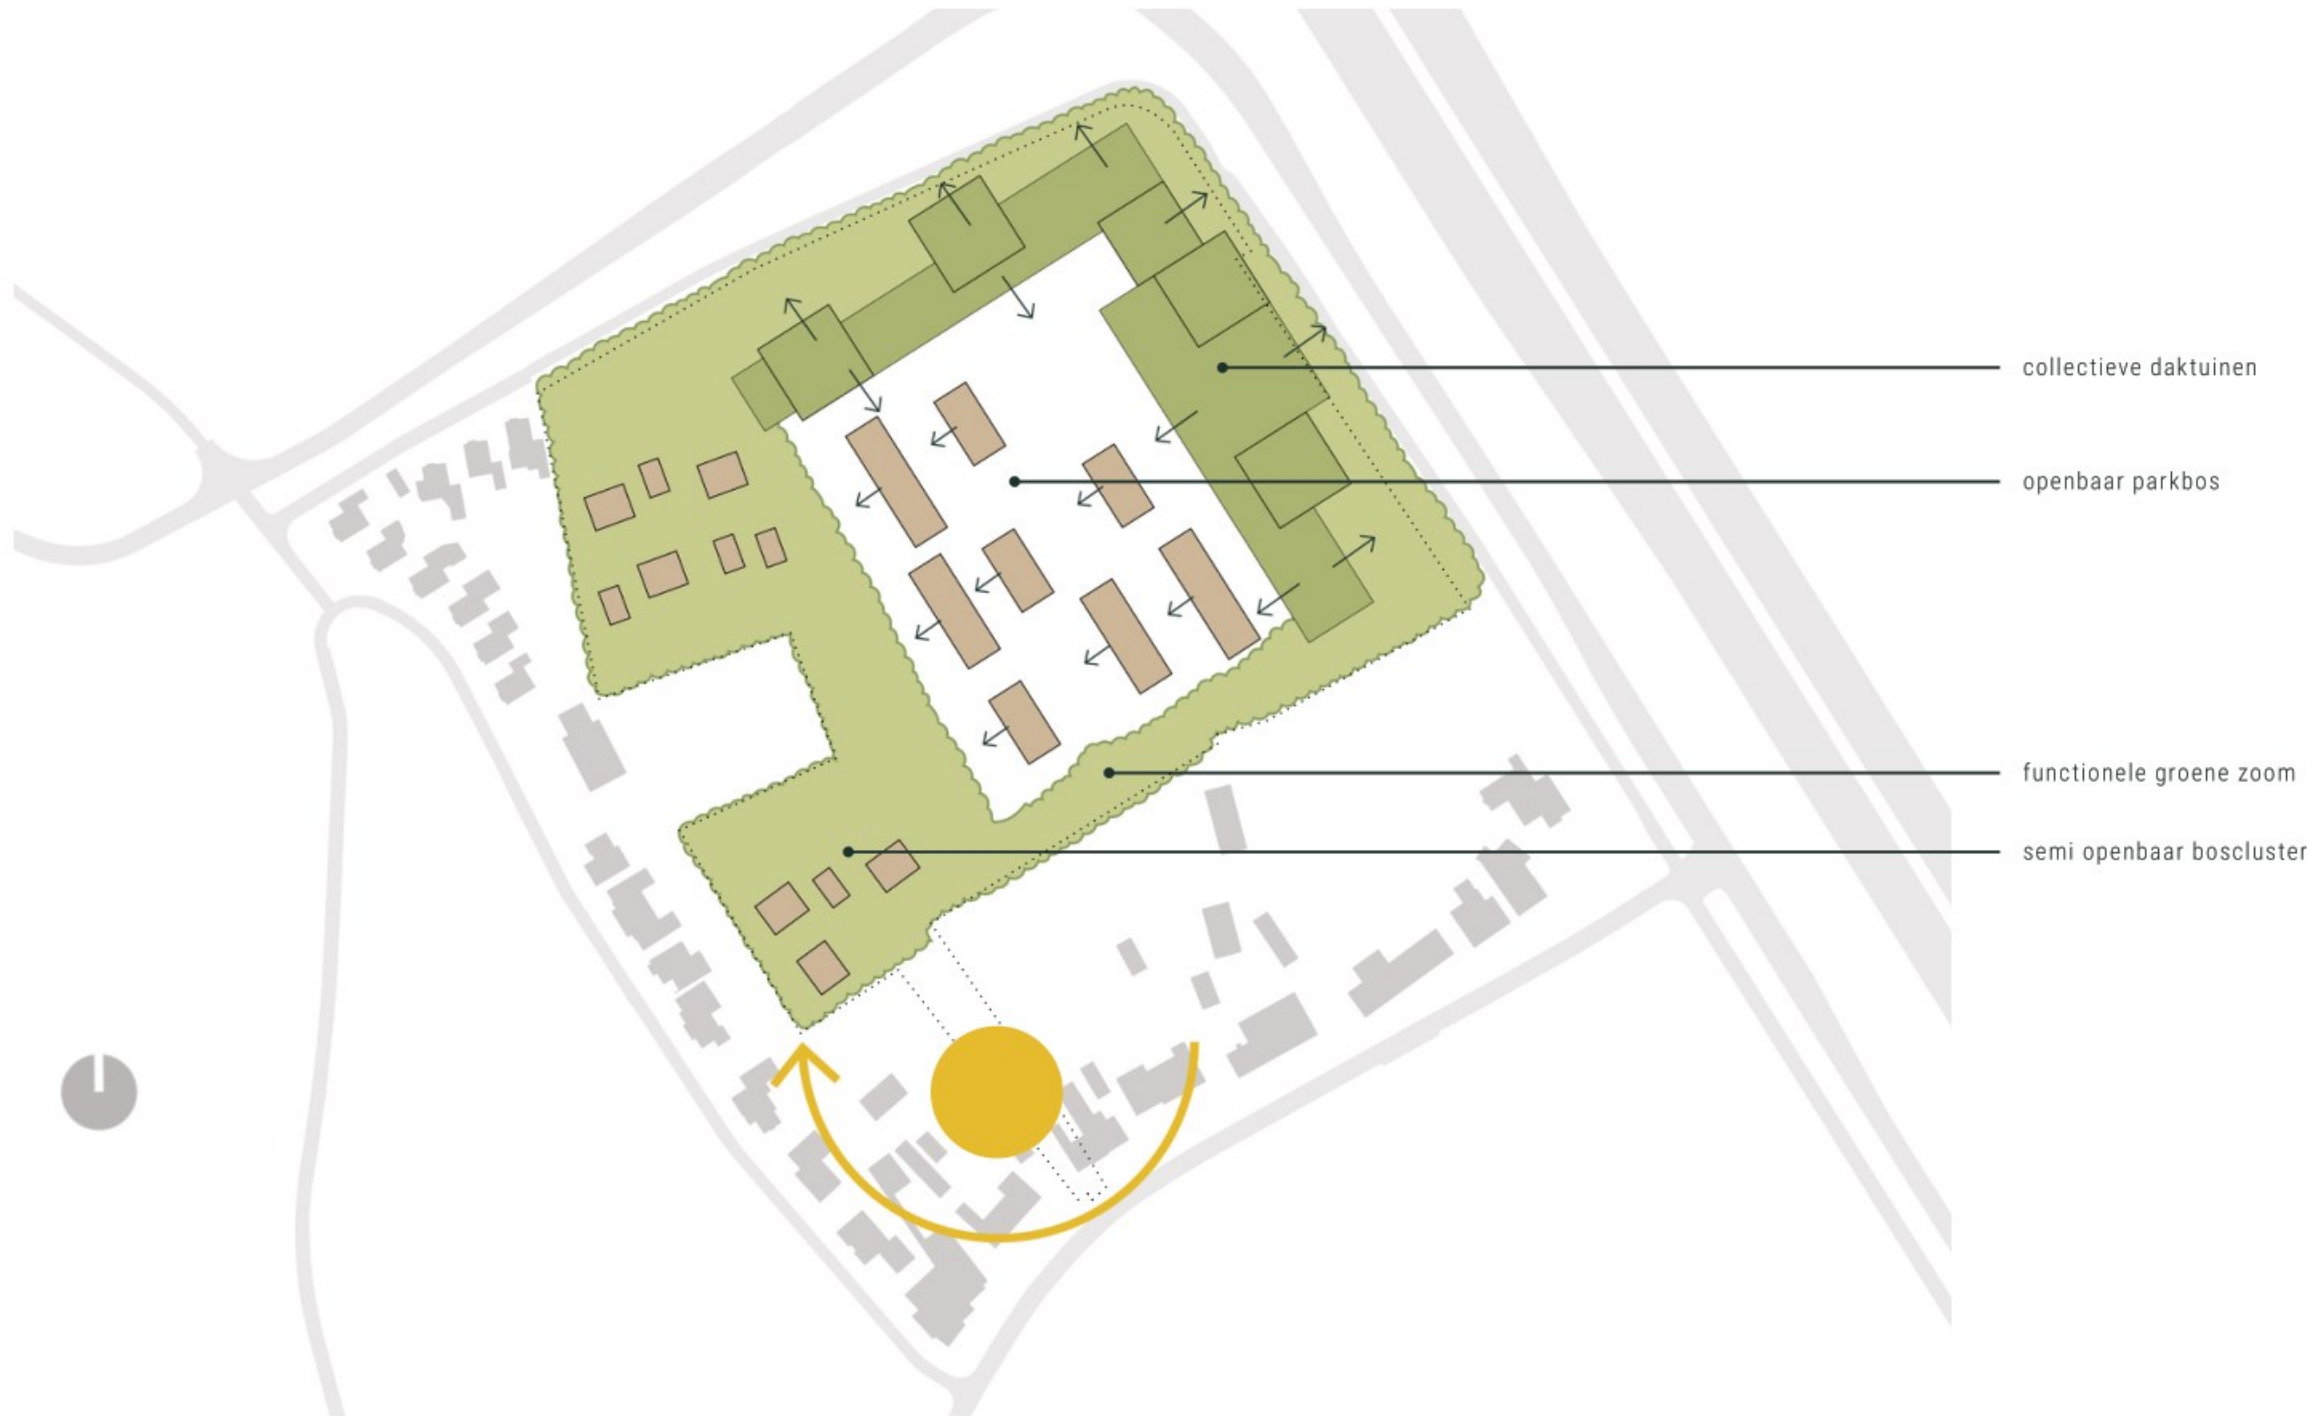 collectieve daktuinen
openbaar parkbos
functionele groene zoom
semi openbaar boscluster